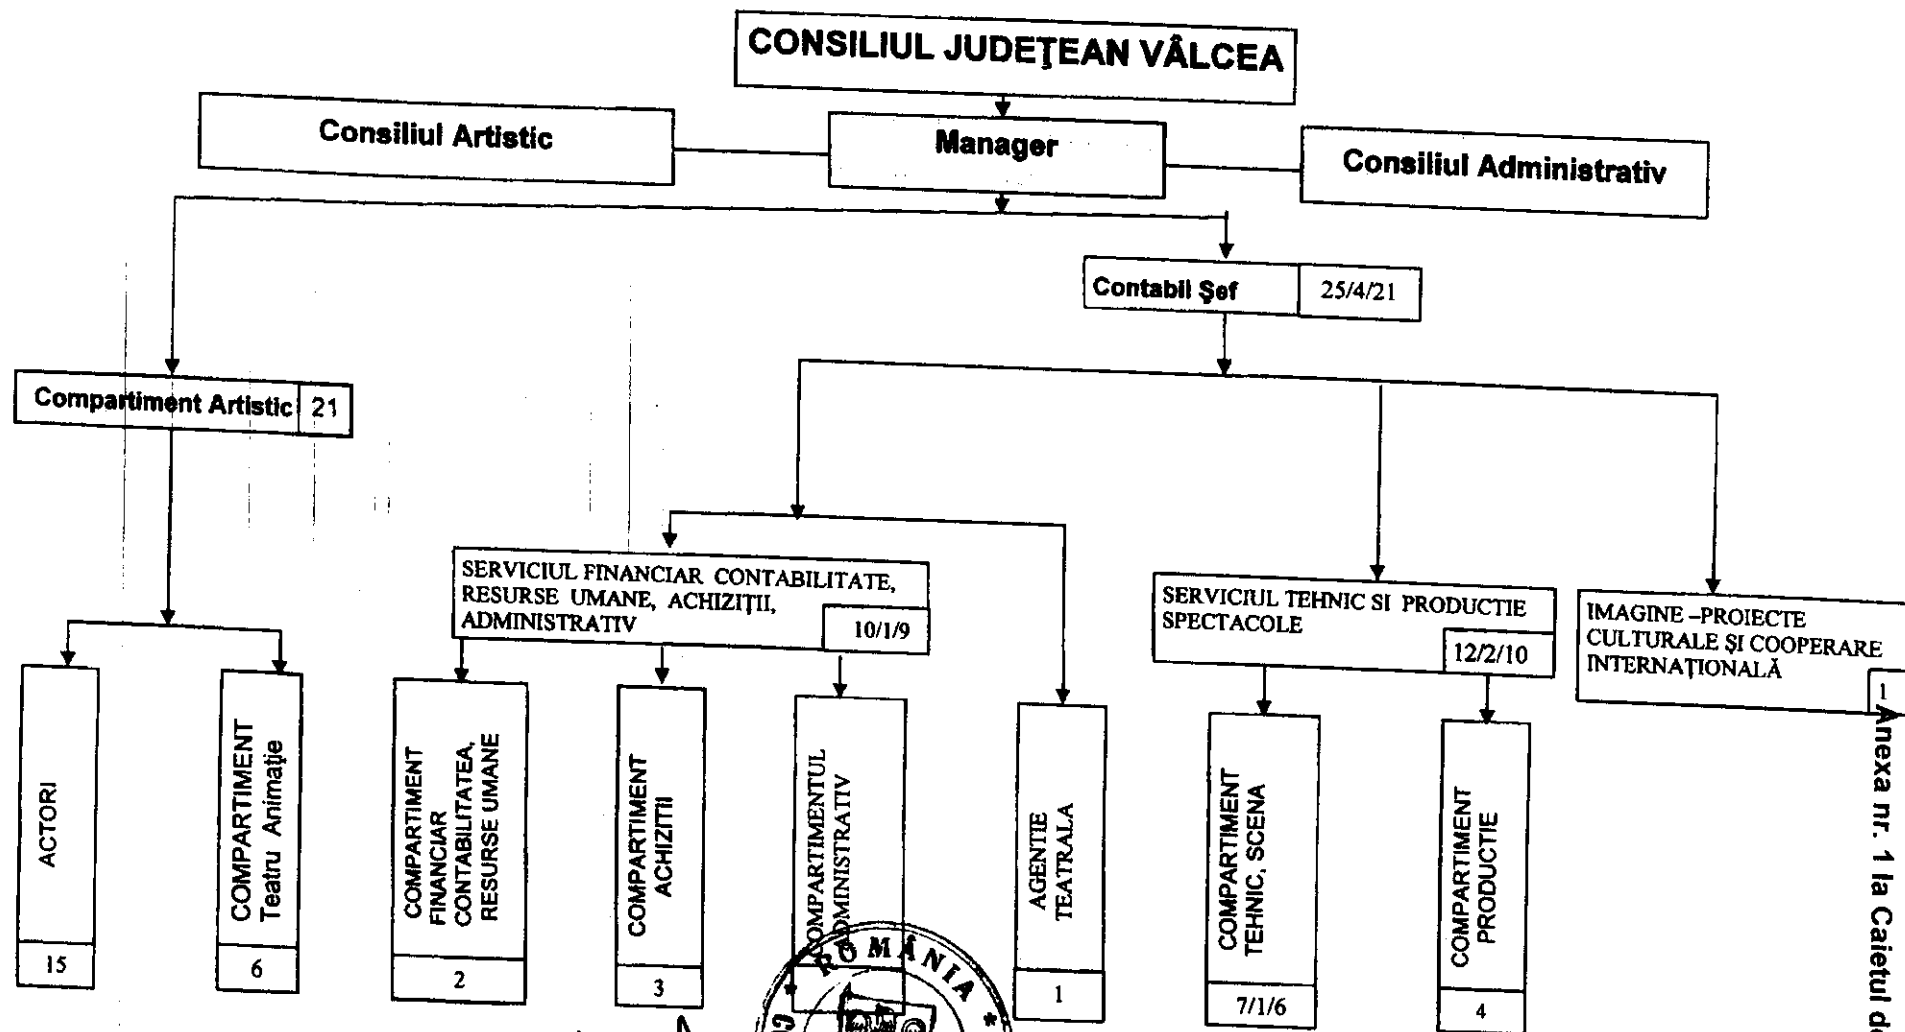 CONSILIUL JUDEŢEAN VÂLCEA
Consiliul Artistic
Manager
Consiliul Administrativ
Contabil Şef
25/4/21
Compartiment Artistic
21
SERVICIUL FINANCIAR CONTABILITATE,
RESURSE UMANE, ACHIZIŢII,
ADMINISTRATIV
10/1/9
SERVICIUL TEHNIC SI PRODUCTIE
SPECTACOLE
12/2/10
IMAGINE –PROIECTE
CULTURALE ŞI COOPERARE
INTERNAŢIONALĂ
1
ACTORI
15
COMPARTIMENT
Teatru Animaţie
6
COMPARTIMENT
FINANCIAR
CONTABILITATEA,
RESURSE UMANE
2
COMPARTIMENT
ACHIZITII
3
COMPARTIMENTUL
ADMINISTRATIV
AGENTIE
TEATRALA
1
COMPARTIMENT
TEHNIC, SCENA
7/1/6
COMPARTIMENT
PRODUCTIE
4
Anexa nr. 1 la Caietul de
* ROMÂNIA *